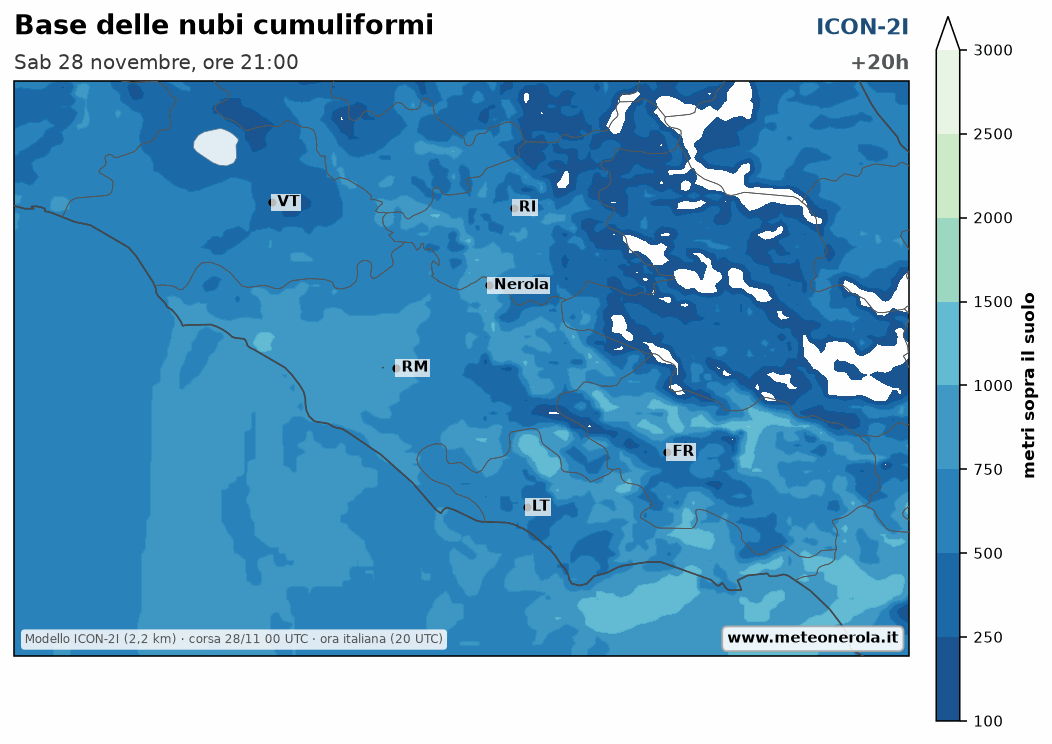 Base delle nubi cumuliformi
ICON-2I
Sab 28 novembre, ore 21:00
+20h
3000
2500
2000
1500
1000
750
500
250
100
metri sopra il suolo
VT
RI
Nerola
RM
FR
LT
Modello ICON-2I (2,2 km) · corsa 28/11 00 UTC · ora italiana (20 UTC)
www.meteonerola.it